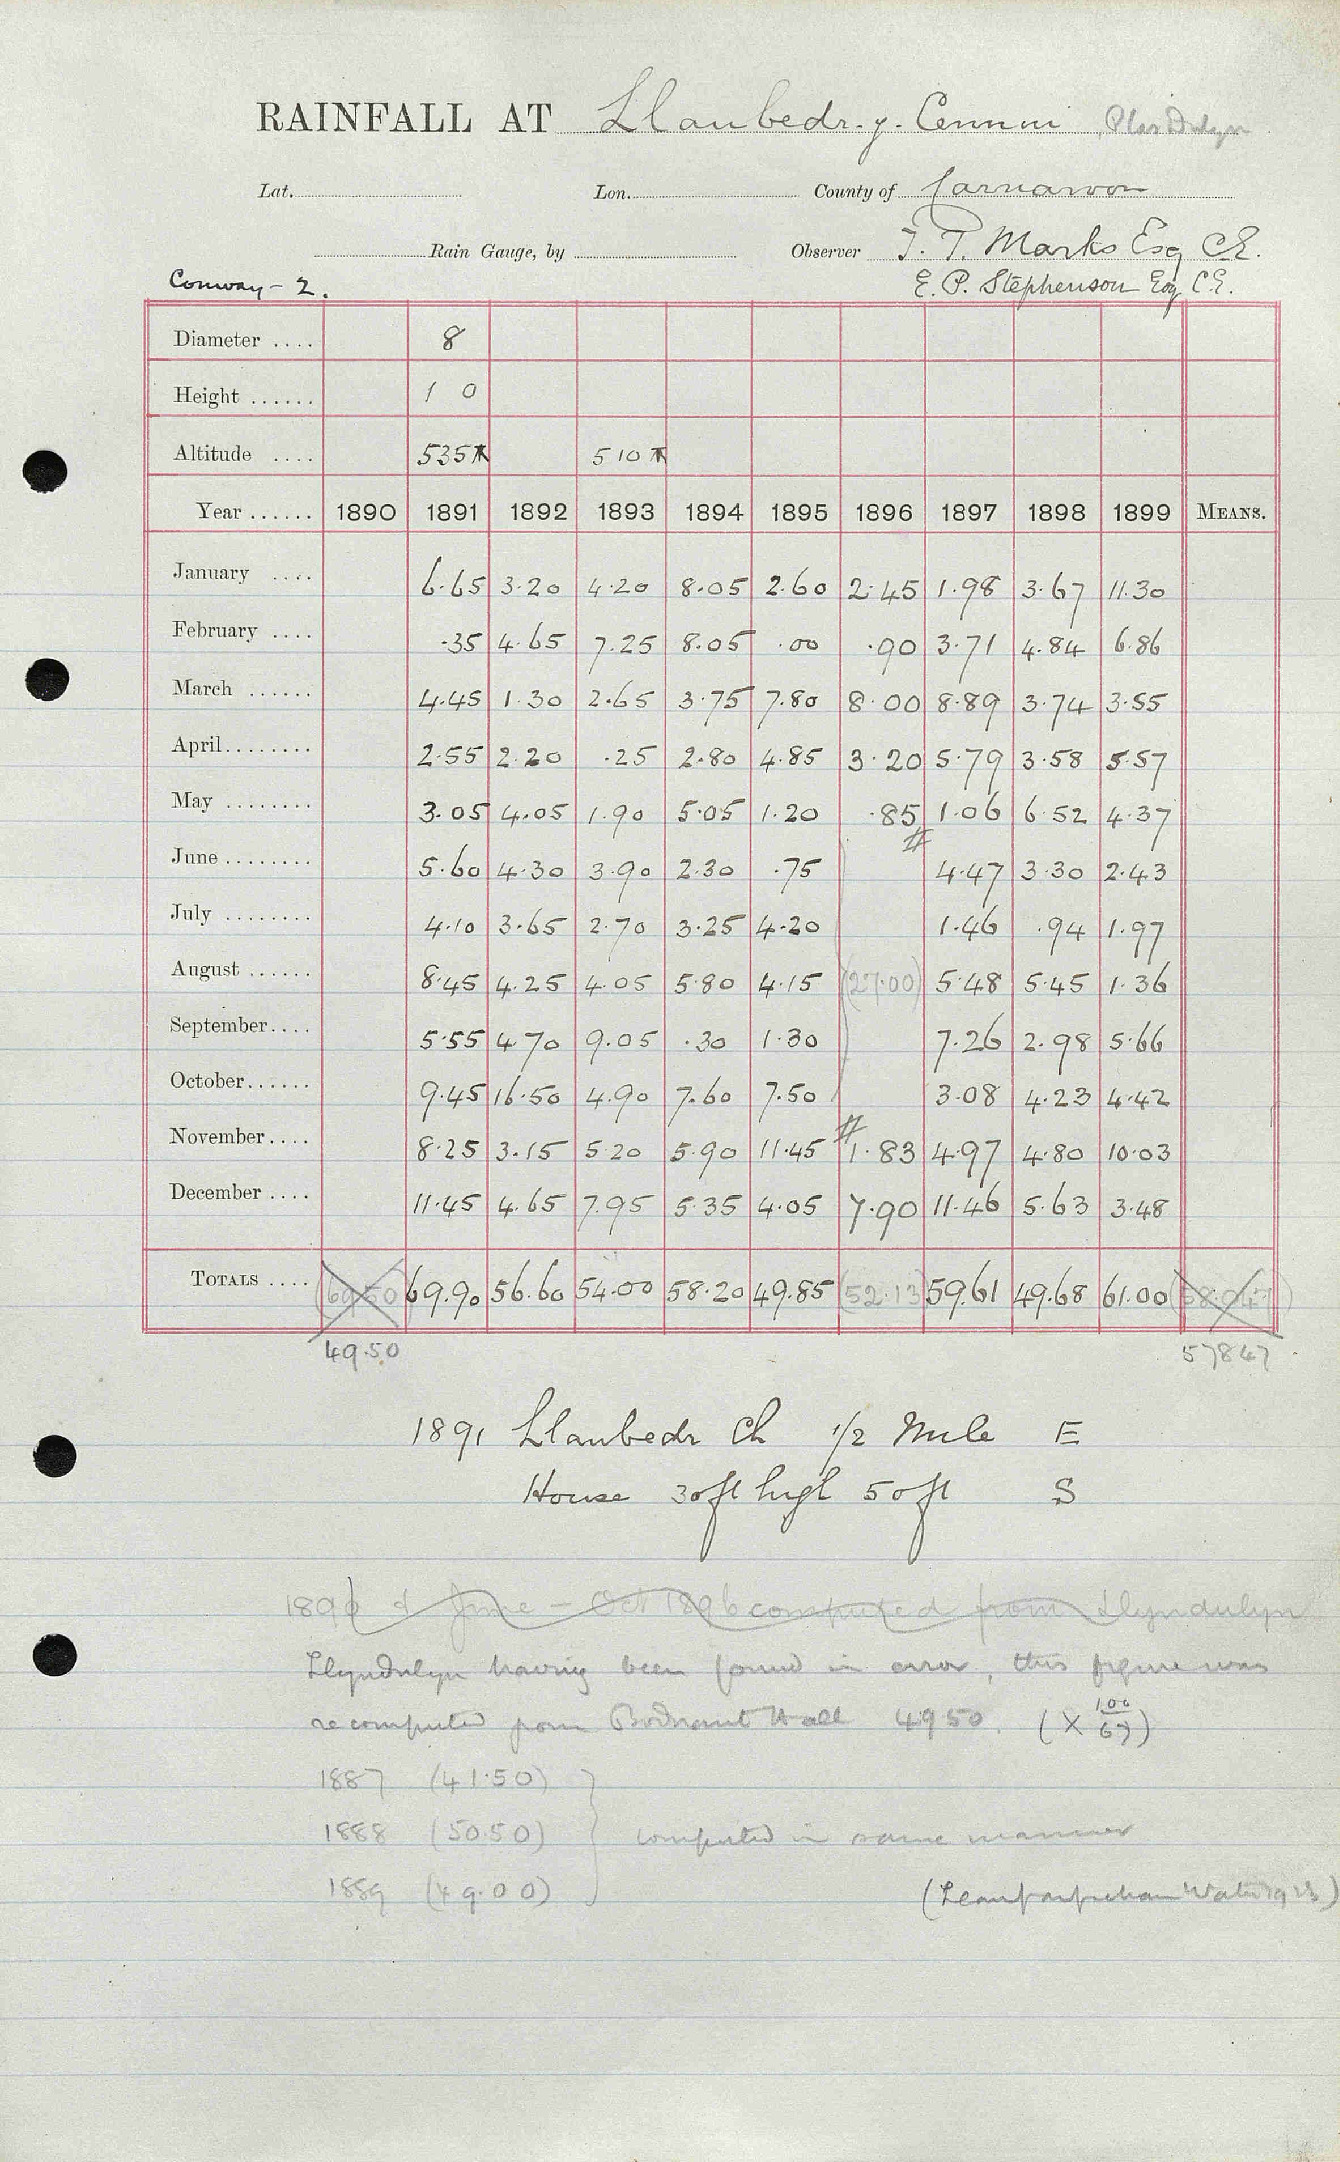 RAINFALL AT Llanbedr-y-Cennin, Plas Dulyn
Lat. Lon. County of Carnarvon
Rain Gauge, by Observer T. T. Marks Esq C.E.
Conway - 2. E. P. Stephenson Esq C.E.
Diameter .... 8
Height ...... 1 0
Altitude .... 535 510
Year ...... 1890 1891 1892 1893 1894 1895 1896 1897 1898 1899 MEANS.
January .... 6.65 3.20 4.20 8.05 2.60 2.45 1.98 3.67 11.30
February .... .35 4.65 7.25 8.05 .00 .90 3.71 4.84 6.86
March ...... 4.45 1.30 2.65 3.75 7.80 8.00 8.89 3.74 3.55
April........ 2.55 2.20 .25 2.80 4.85 3.20 5.79 3.58 5.57
May ........ 3.05 4.05 1.90 5.05 1.20 .85 # 1.06 6.52 4.37
June ........ 5.60 4.30 3.90 2.30 .75 4.47 3.30 2.43
July ........ 4.10 3.65 2.70 3.25 4.20 1.46 .94 1.97
August ...... 8.45 4.25 4.05 5.80 4.15 (27.00) 5.48 5.45 1.36
September.... 5.55 4.70 9.05 .30 1.30 7.26 2.98 5.66
October...... 9.45 16.50 4.90 7.60 7.50 3.08 4.23 4.42
November.... 8.25 3.15 5.20 5.90 11.45 # 1.83 4.97 4.80 10.03
December .... 11.45 4.65 7.95 5.35 4.05 7.90 11.46 5.63 3.48
TOTALS .... (69.50) 69.90 56.60 54.00 58.20 49.85 (52.13) 59.61 49.68 61.00 (58.047)
49.50 57847
1891 Llanbedr Ch 1/2 Mile E
House 30ft high 50ft S
1890 & June - Oct 1896 computed from Llyndulyn
Llyndulyn having been found in error, this figure was
recomputed from Bodnant Hall 49 50. (X 100/67)
1887 (41.50)
1888 (50.50) computed in same manner
1889 (49.00)